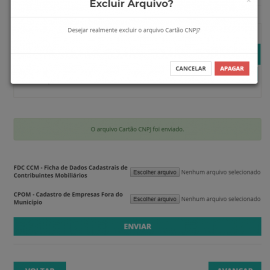 Excluir Arquivo?
Desejar realmente excluir o arquivo Cartão CNPJ?
CANCELAR
APAGAR
O arquivo Cartão CNPJ foi enviado.
FDC CCM - Ficha de Dados Cadastrais de
Contribuintes Mobiliários
Escolher arquivo Nenhum arquivo selecionado
CPOM - Cadastro de Empresas Fora do
Município
Escolher arquivo Nenhum arquivo selecionado
ENVIAR
VOLTAR
AVANÇAR